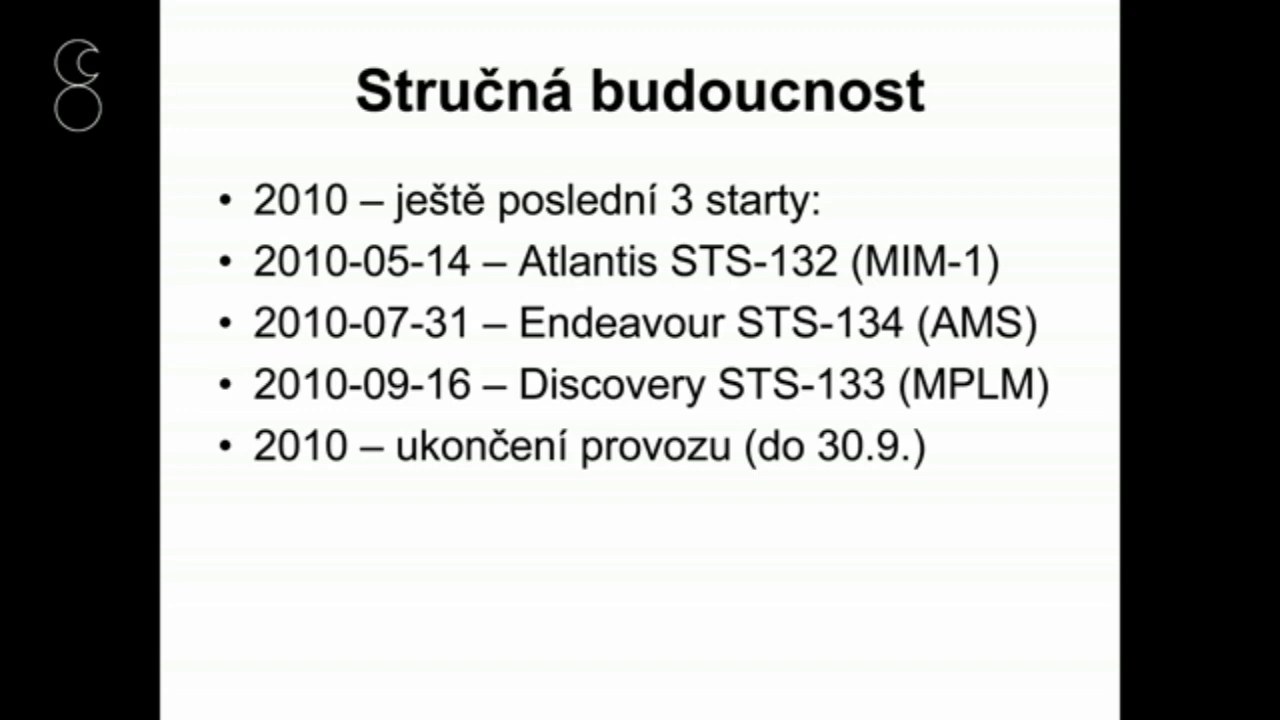 Stručná budoucnost
• 2010 – ještě poslední 3 starty:
• 2010-05-14 – Atlantis STS-132 (MIM-1)
• 2010-07-31 – Endeavour STS-134 (AMS)
• 2010-09-16 – Discovery STS-133 (MPLM)
• 2010 – ukončení provozu (do 30.9.)